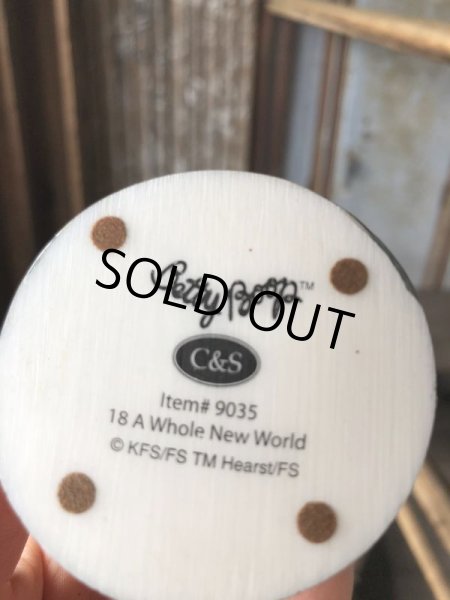 Betty Boop™
SOLD OUT
C&S
Item# 9035
18 A Whole New World
© KFS/FS TM Hearst/FS